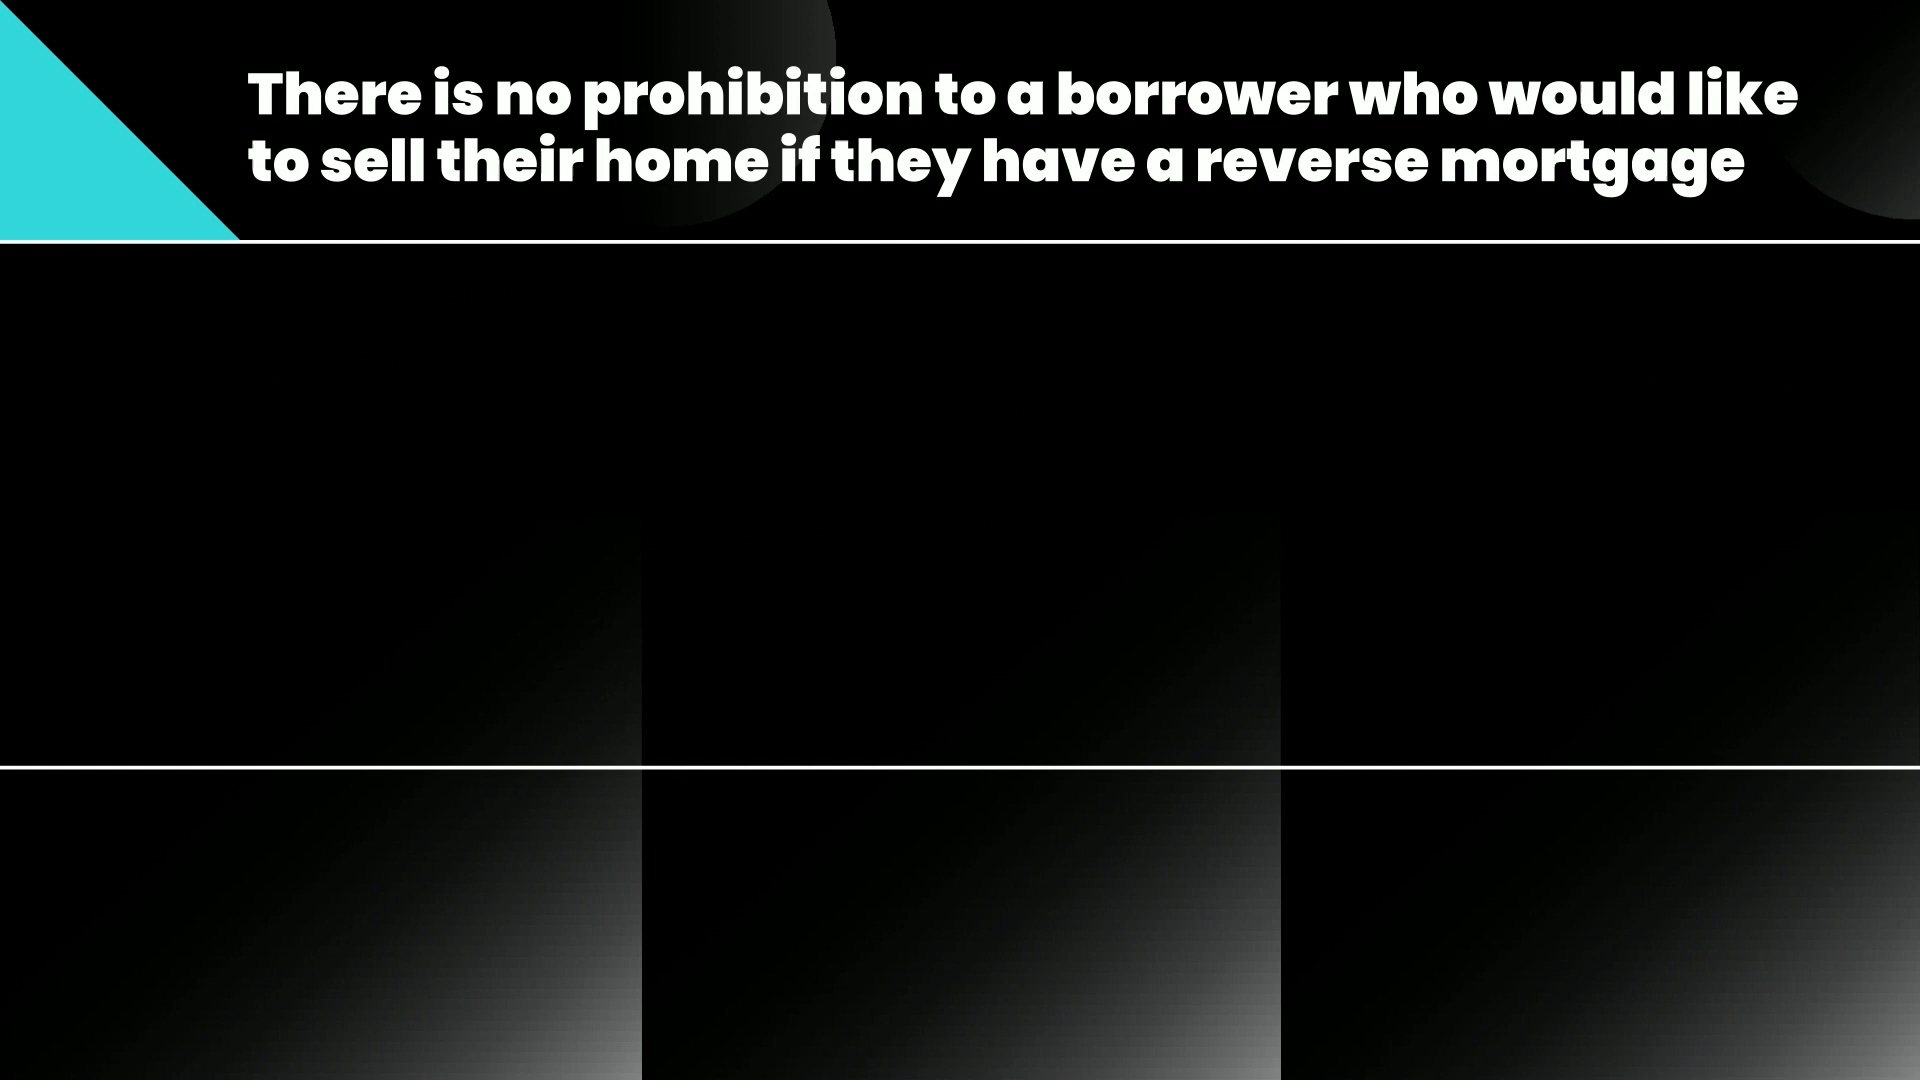 There is no prohibition to a borrower who would like
to sell their home if they have a reverse mortgage